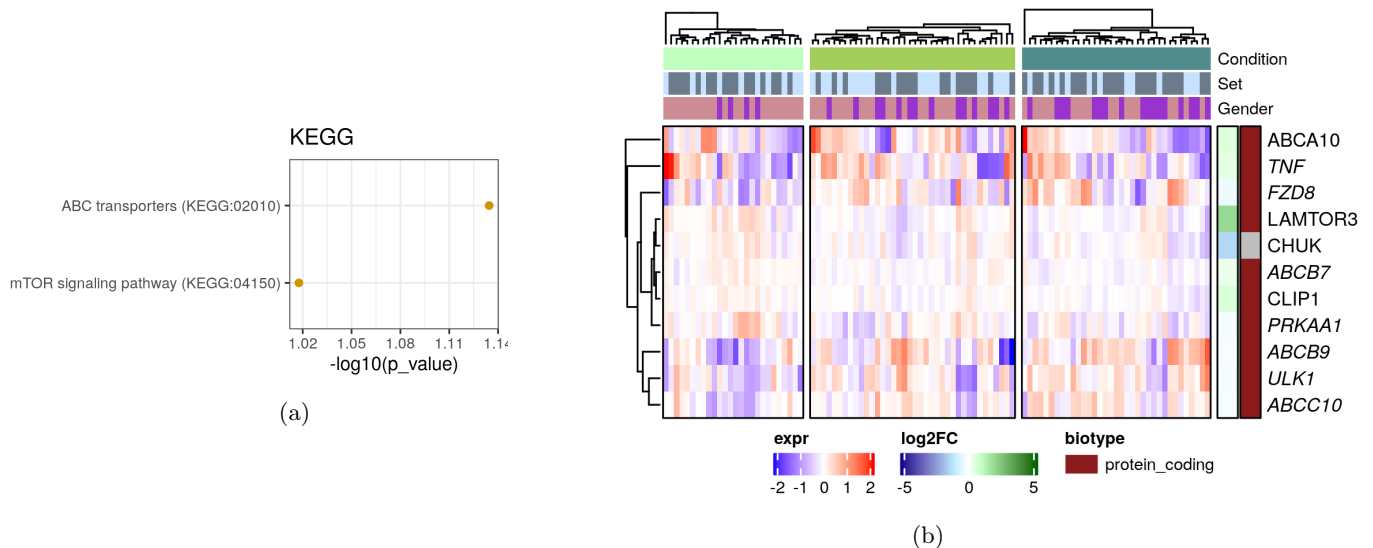 KEGG
ABC transporters (KEGG:02010)
mTOR signaling pathway (KEGG:04150)
1.02 1.05 1.08 1.11 1.14
-log10(p_value)
(a)
Condition
Set
Gender
ABCA10
TNF
FZD8
LAMTOR3
CHUK
ABCB7
CLIP1
PRKAA1
ABCB9
ULK1
ABCC10
expr log2FC biotype
protein_coding
-2 -1 0 1 2 -5 0 5
(b)